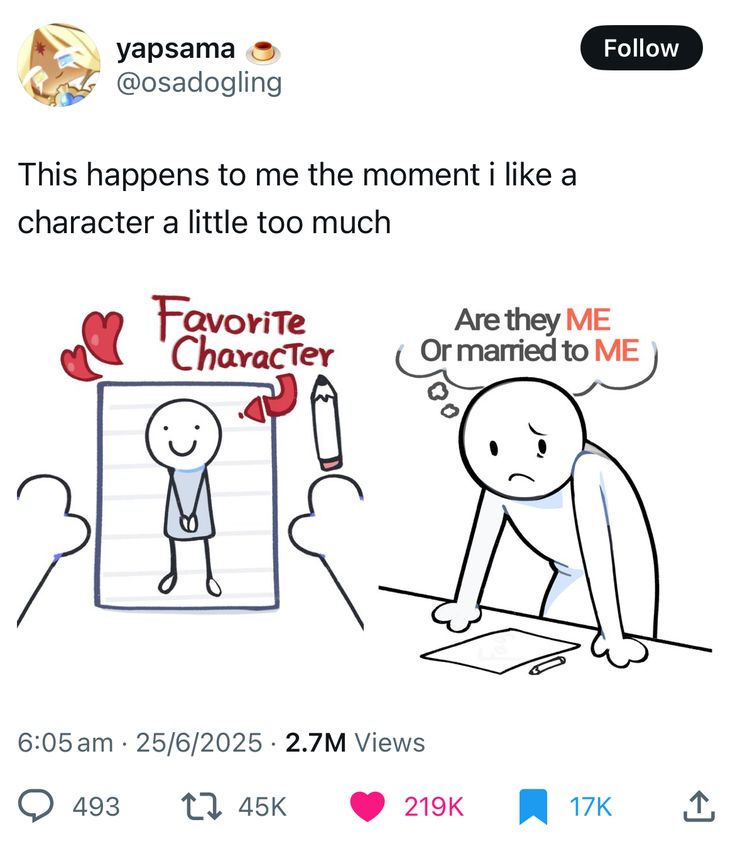 yapsama 🍮
@osadogling
Follow
This happens to me the moment i like a
character a little too much
Favorite
Character
Are they ME
Or married to ME
6:05 am · 25/6/2025 · 2.7M Views
493
45K
219K
17K